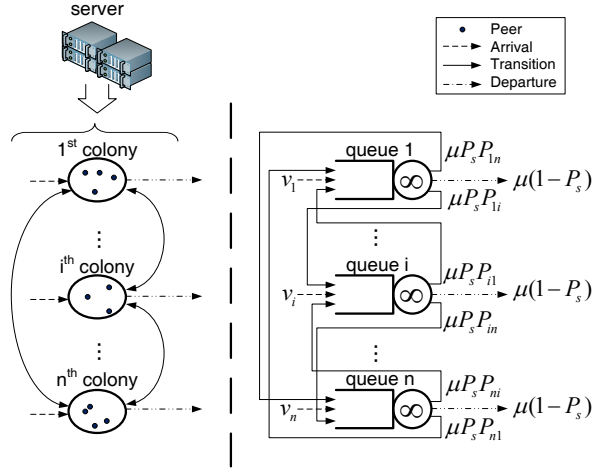 server
Peer
Arrival
Transition
Departure
1st colony
⋮
ith colony
⋮
nth colony
queue 1
v1
∞
μPsP1n
μ(1-Ps)
μPsP1i
⋮
queue i
vi
∞
μPsPi1
μ(1-Ps)
μPsPin
⋮
queue n
vn
∞
μPsPni
μ(1-Ps)
μPsPn1